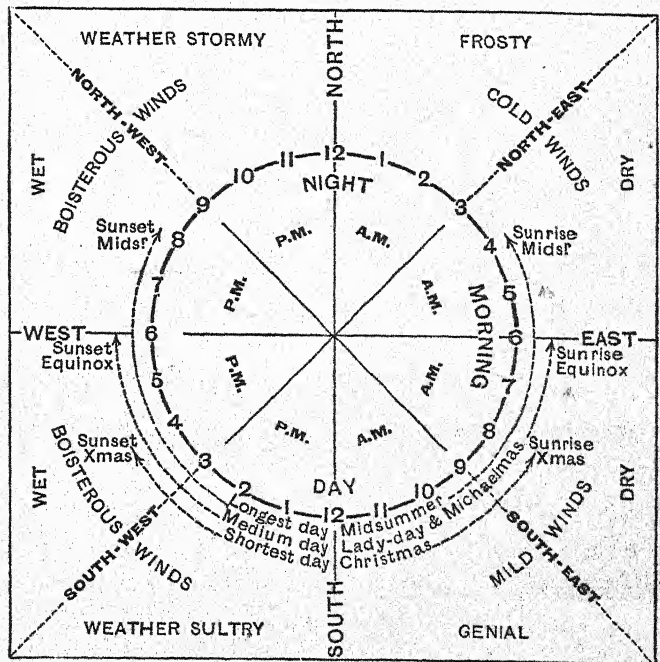 WEATHER STORMY
NORTH
FROSTY
NORTH-WEST
BOISTEROUS WINDS
WET
COLD WINDS
NORTH-EAST
DRY
12
1
2
3
4
5
6
7
8
9
10
11
12
1
2
3
4
5
6
7
8
9
10
11
NIGHT
P.M.
A.M.
P.M.
A.M.
MORNING
P.M.
A.M.
P.M.
A.M.
DAY
Sunset
Midsr
Sunrise
Midsr
WEST
EAST
Sunset
Equinox
Sunrise
Equinox
Sunset
Xmas
Sunrise
Xmas
Longest day Midsummer
Medium day Lady-day & Michaelmas
Shortest day Christmas
WET
BOISTEROUS WINDS
SOUTH-WEST
SOUTH-EAST
MILD WINDS
DRY
WEATHER SULTRY
SOUTH
GENIAL